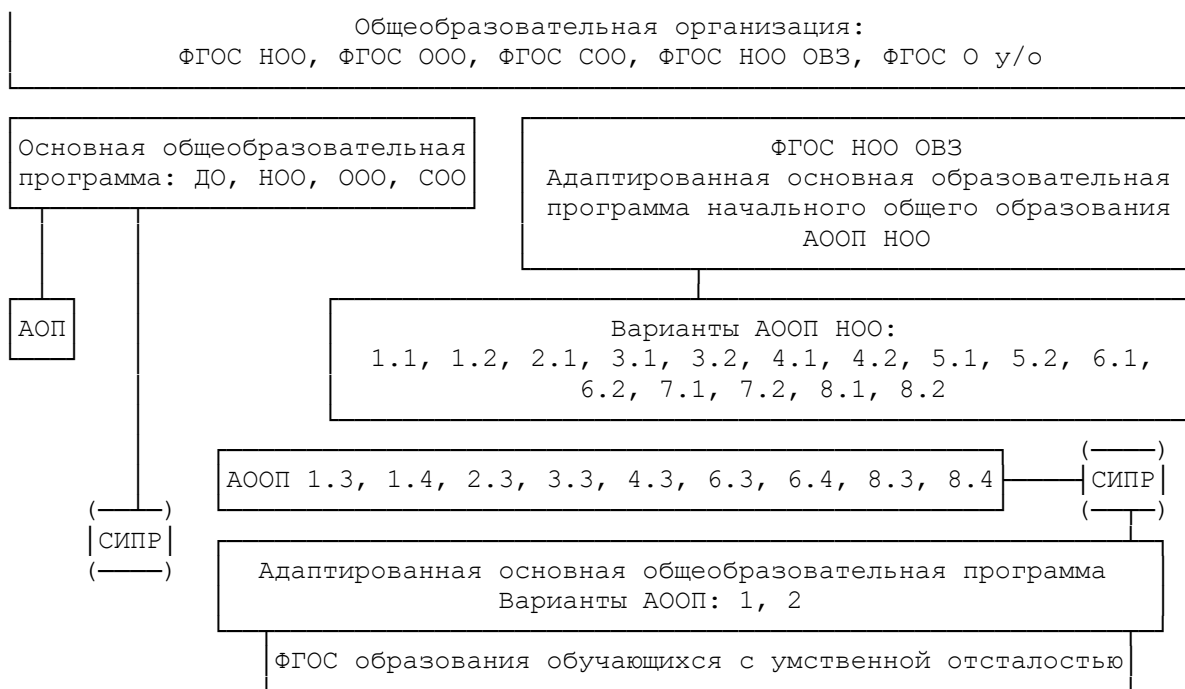 Общеобразовательная организация:
ФГОС НОО, ФГОС ООО, ФГОС СОО, ФГОС НОО ОВЗ, ФГОС О у/о
Основная общеобразовательная
программа: ДО, НОО, ООО, СОО
ФГОС НОО ОВЗ
Адаптированная основная образовательная
программа начального общего образования
АООП НОО
АОП
Варианты АООП НОО:
1.1, 1.2, 2.1, 3.1, 3.2, 4.1, 4.2, 5.1, 5.2, 6.1,
6.2, 7.1, 7.2, 8.1, 8.2
АООП 1.3, 1.4, 2.3, 3.3, 4.3, 6.3, 6.4, 8.3, 8.4
СИПР
СИПР
Адаптированная основная общеобразовательная программа
Варианты АООП: 1, 2
ФГОС образования обучающихся с умственной отсталостью